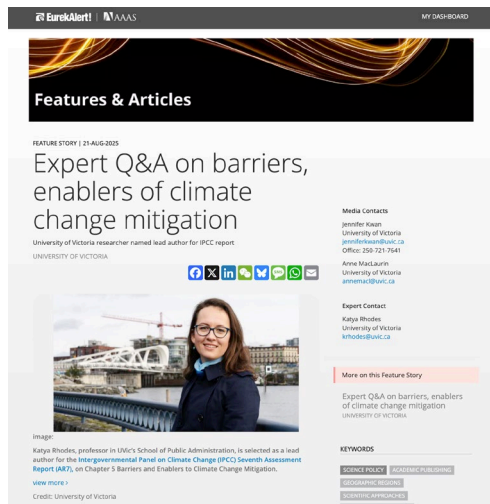 EurekAlert! AAAS
MY DASHBOARD
Features & Articles
FEATURE STORY | 21-AUG-2025
Expert Q&A on barriers,
enablers of climate
change mitigation
University of Victoria researcher named lead author for IPCC report
UNIVERSITY OF VICTORIA
Image:
Katya Rhodes, professor in UVic's School of Public Administration, is selected as a lead
author for the Intergovernmental Panel on Climate Change (IPCC) Seventh Assessment
Report (AR7), on Chapter 5 Barriers and Enablers to Climate Change Mitigation.
view more >
Credit: University of Victoria
Media Contacts
Jennifer Kwan
University of Victoria
jenniferkwan@uvic.ca
Office: 250-721-7641
Anne MacLaurin
University of Victoria
annemacl@uvic.ca
Expert Contact
Katya Rhodes
University of Victoria
krhodes@uvic.ca
More on this Feature Story
Expert Q&A on barriers, enablers
of climate change mitigation
UNIVERSITY OF VICTORIA
KEYWORDS
SCIENCE POLICY ACADEMIC PUBLISHING
GEOGRAPHIC REGIONS
SCIENTIFIC APPROACHES